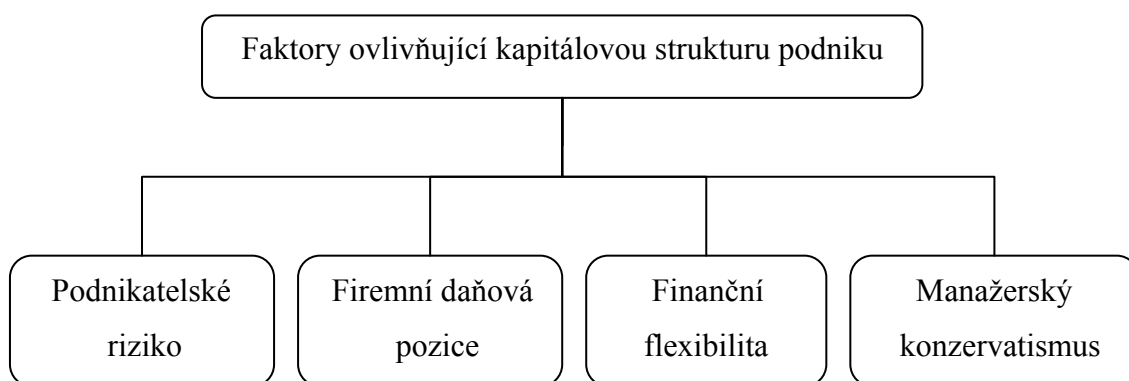 Faktory ovlivňující kapitálovou strukturu podniku
Podnikatelské
riziko
Firemní daňová
pozice
Finanční
flexibilita
Manažerský
konzervatismus